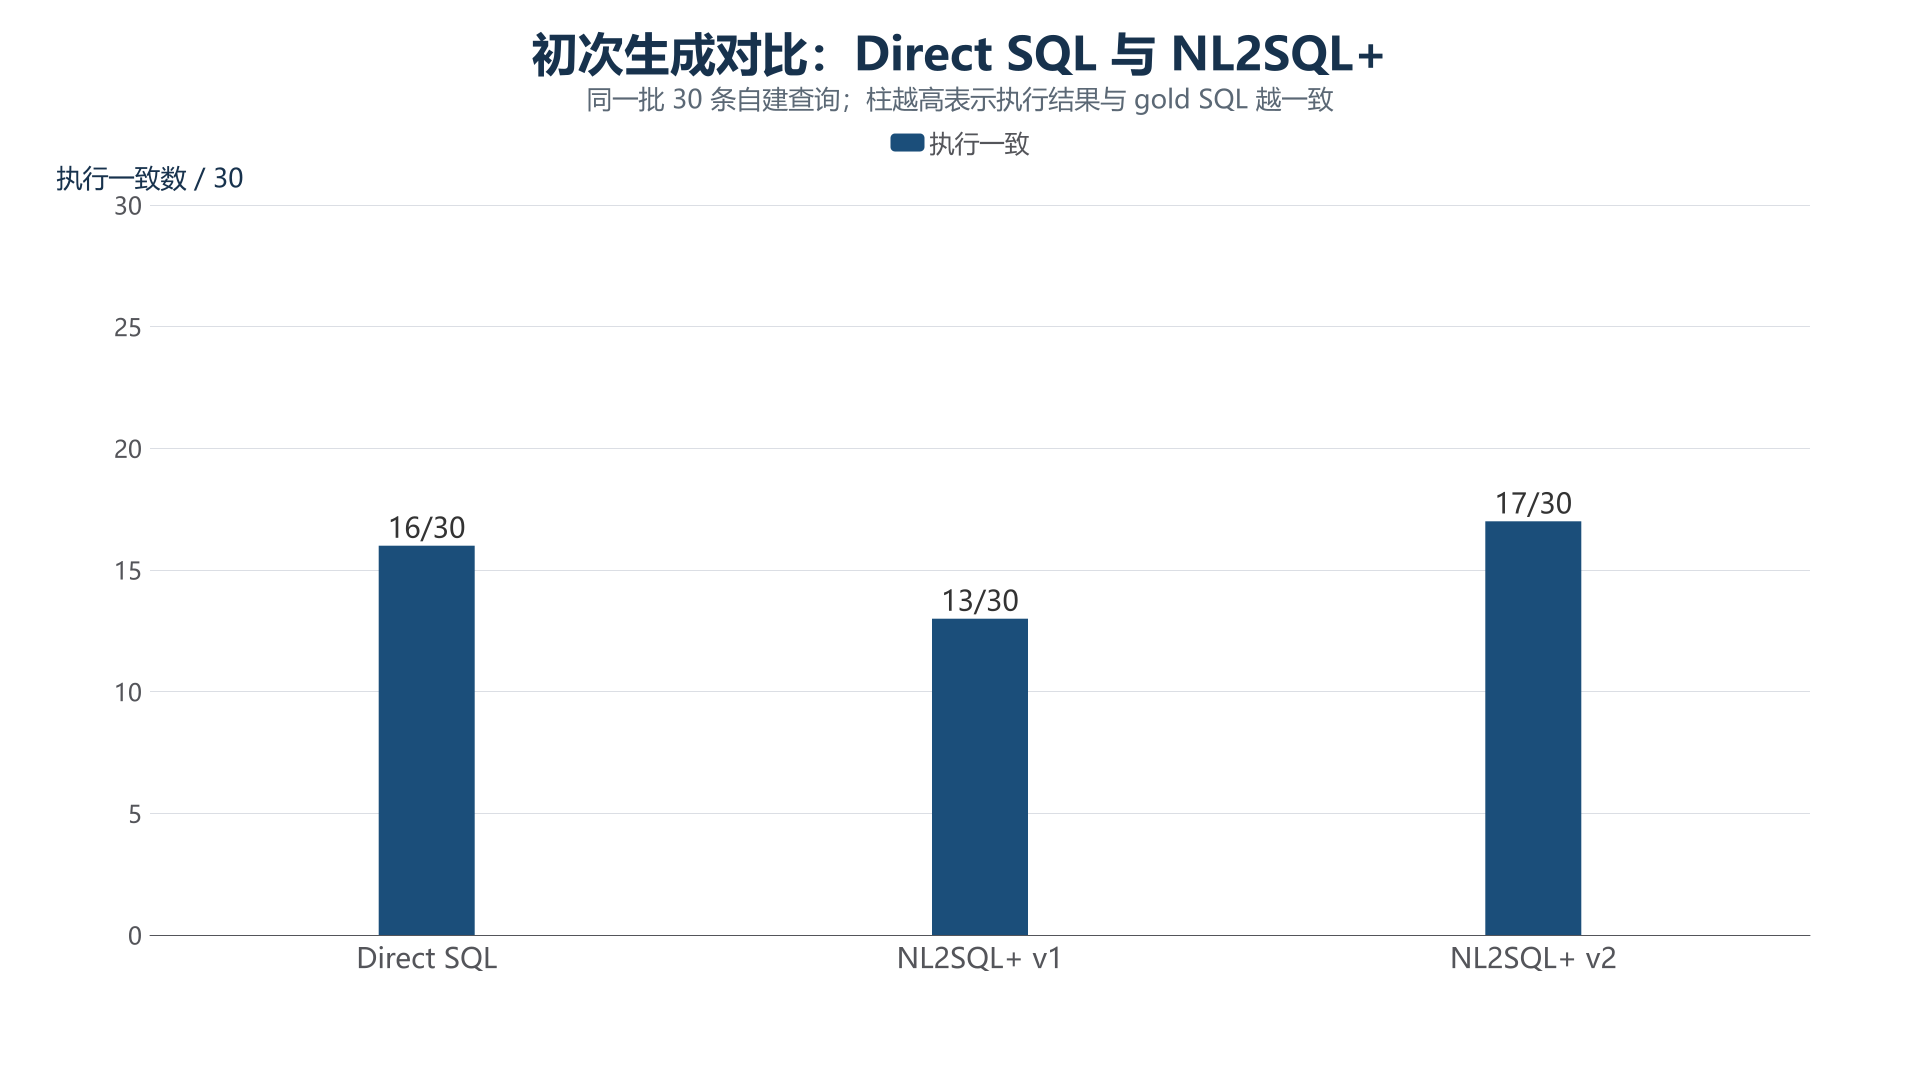 初次生成对比：Direct SQL 与 NL2SQL+
同一批 30 条自建查询；柱越高表示执行结果与 gold SQL 越一致
执行一致
执行一致数 / 30
30
25
20
15
10
5
0
16/30
13/30
17/30
Direct SQL
NL2SQL+ v1
NL2SQL+ v2